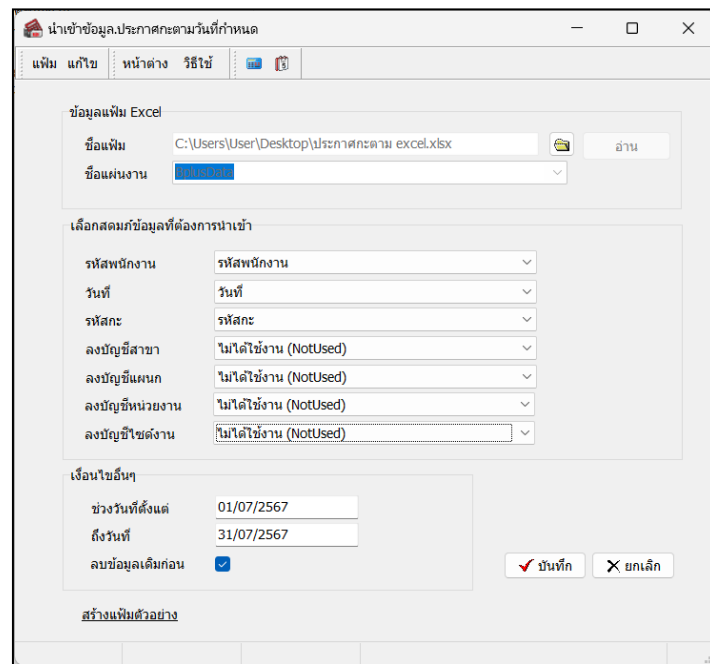 นำเข้าข้อมูล.ประกาศกะตามวันที่กำหนด
แฟ้ม แก้ไข หน้าต่าง วิธีใช้
ข้อมูลแฟ้ม Excel
ชื่อแฟ้ม C:\Users\User\Desktop\ประกาศกะตาม excel.xlsx อ่าน
ชื่อแผ่นงาน BplusData
เลือกสดมภ์ข้อมูลที่ต้องการนำเข้า
รหัสพนักงาน รหัสพนักงาน
วันที่ วันที่
รหัสกะ รหัสกะ
ลงบัญชีสาขา ไม่ได้ใช้งาน (NotUsed)
ลงบัญชีแผนก ไม่ได้ใช้งาน (NotUsed)
ลงบัญชีหน่วยงาน ไม่ได้ใช้งาน (NotUsed)
ลงบัญชีไซด์งาน ไม่ได้ใช้งาน (NotUsed)
เงื่อนไขอื่นๆ
ช่วงวันที่ตั้งแต่ 01/07/2567
ถึงวันที่ 31/07/2567
ลบข้อมูลเดิมก่อน บันทึก ยกเลิก
สร้างแฟ้มตัวอย่าง